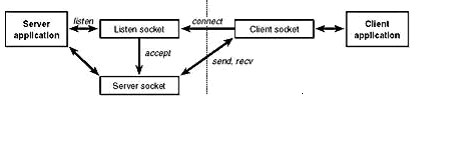 Server
application
listen
Listen socket
connect
Client socket
Client
application
accept
send, recv
Server socket